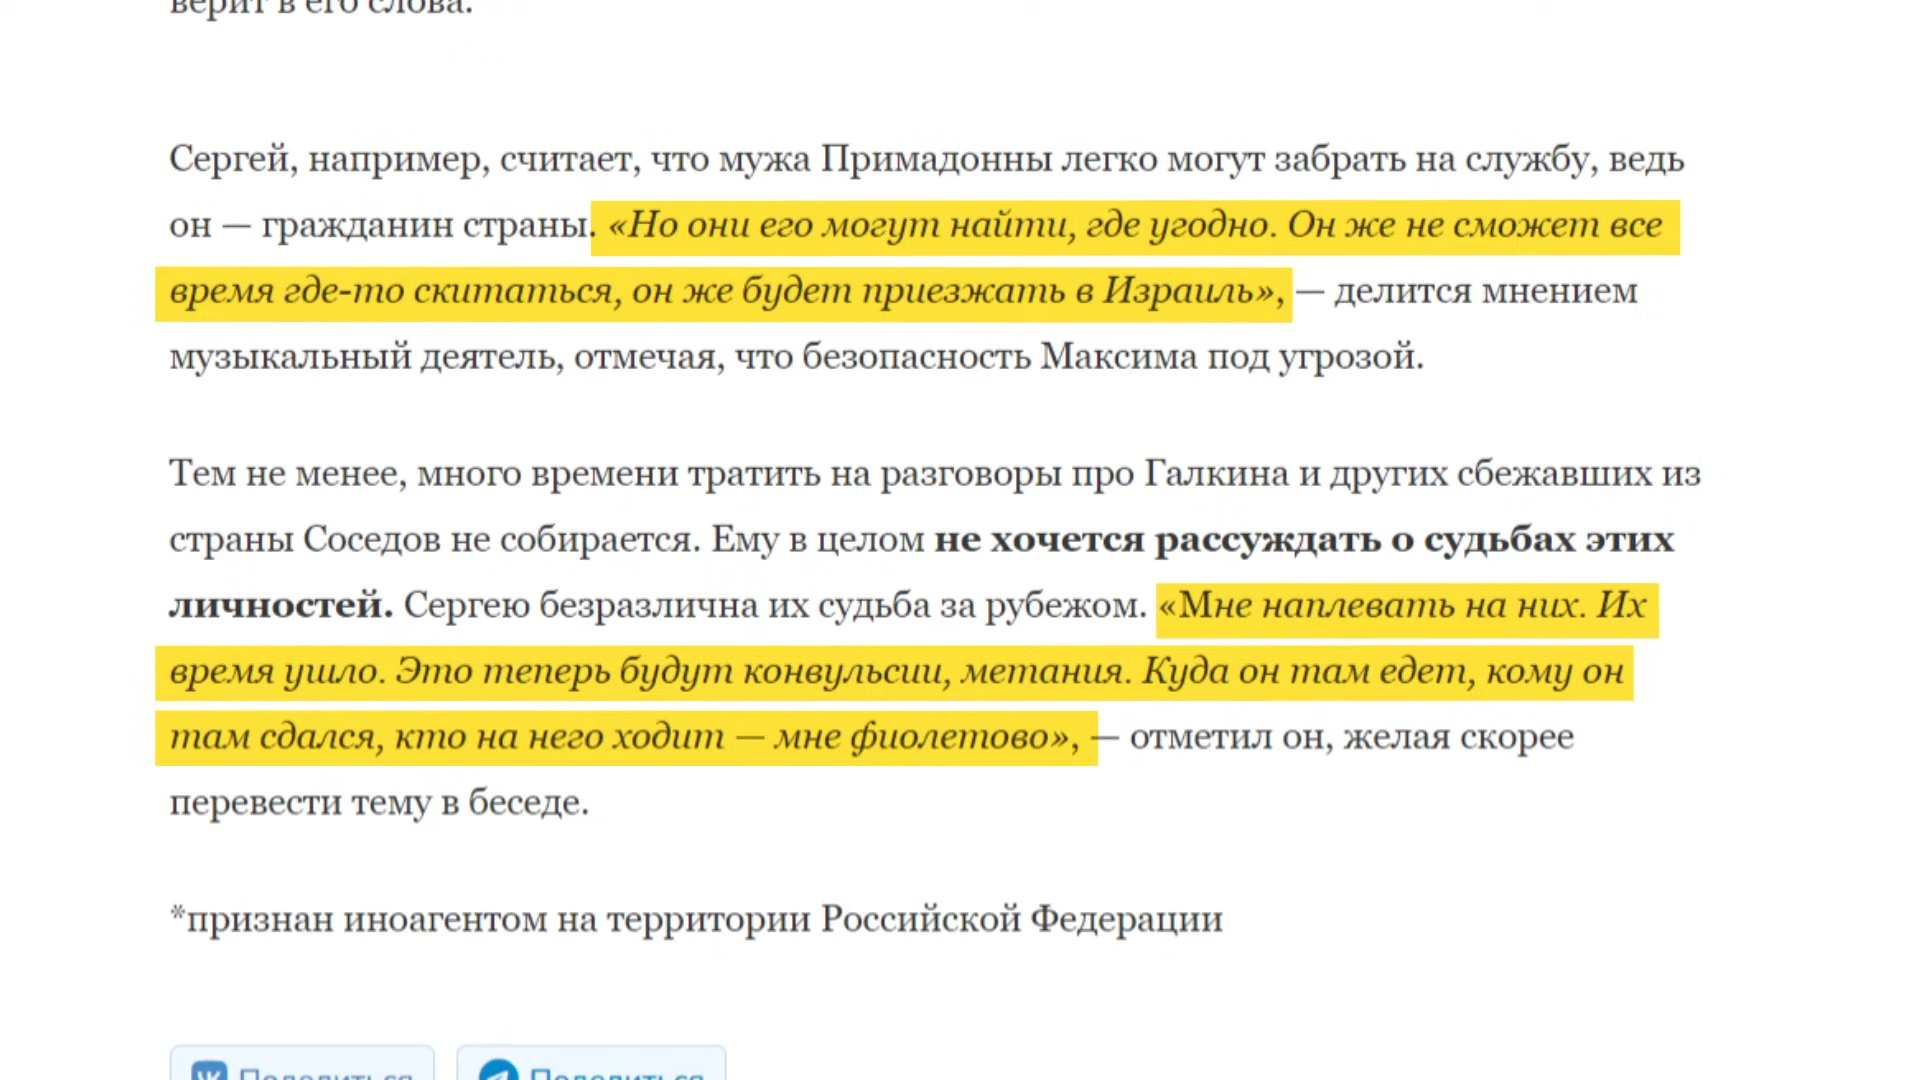 верит в его слова.
Сергей, например, считает, что мужа Примадонны легко могут забрать на службу, ведь
он — гражданин страны. «Но они его могут найти, где угодно. Он же не сможет все
время где-то скитаться, он же будет приезжать в Израиль», — делится мнением
музыкальный деятель, отмечая, что безопасность Максима под угрозой.
Тем не менее, много времени тратить на разговоры про Галкина и других сбежавших из
страны Соседов не собирается. Ему в целом не хочется рассуждать о судьбах этих
личностей. Сергею безразлична их судьба за рубежом. «Мне наплевать на них. Их
время ушло. Это теперь будут конвульсии, метания. Куда он там едет, кому он
там сдался, кто на него ходит — мне фиолетово», — отметил он, желая скорее
перевести тему в беседе.
*признан иноагентом на территории Российской Федерации
Поделиться Поделиться